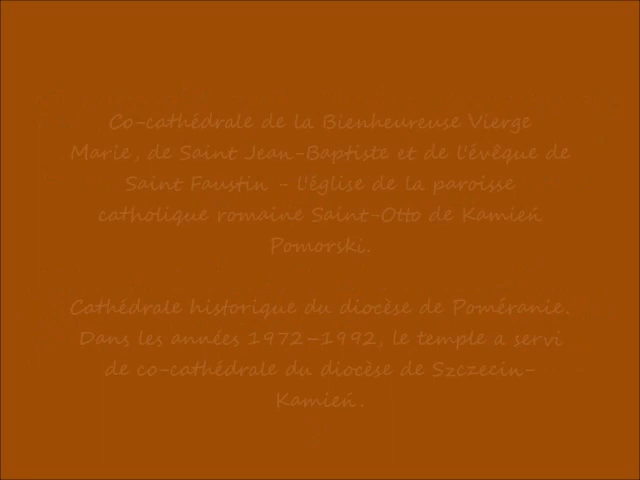 Co-cathédrale de la Bienheureuse Vierge
Marie, de Saint Jean-Baptiste et de l'évêque de
Saint Faustin - l'église de la paroisse
catholique romaine Saint-Otto de Kamień
Pomorski.
Cathédrale historique du diocèse de Poméranie.
Dans les années 1972–1992, le temple a servi
de co-cathédrale du diocèse de Szczecin-
Kamień.